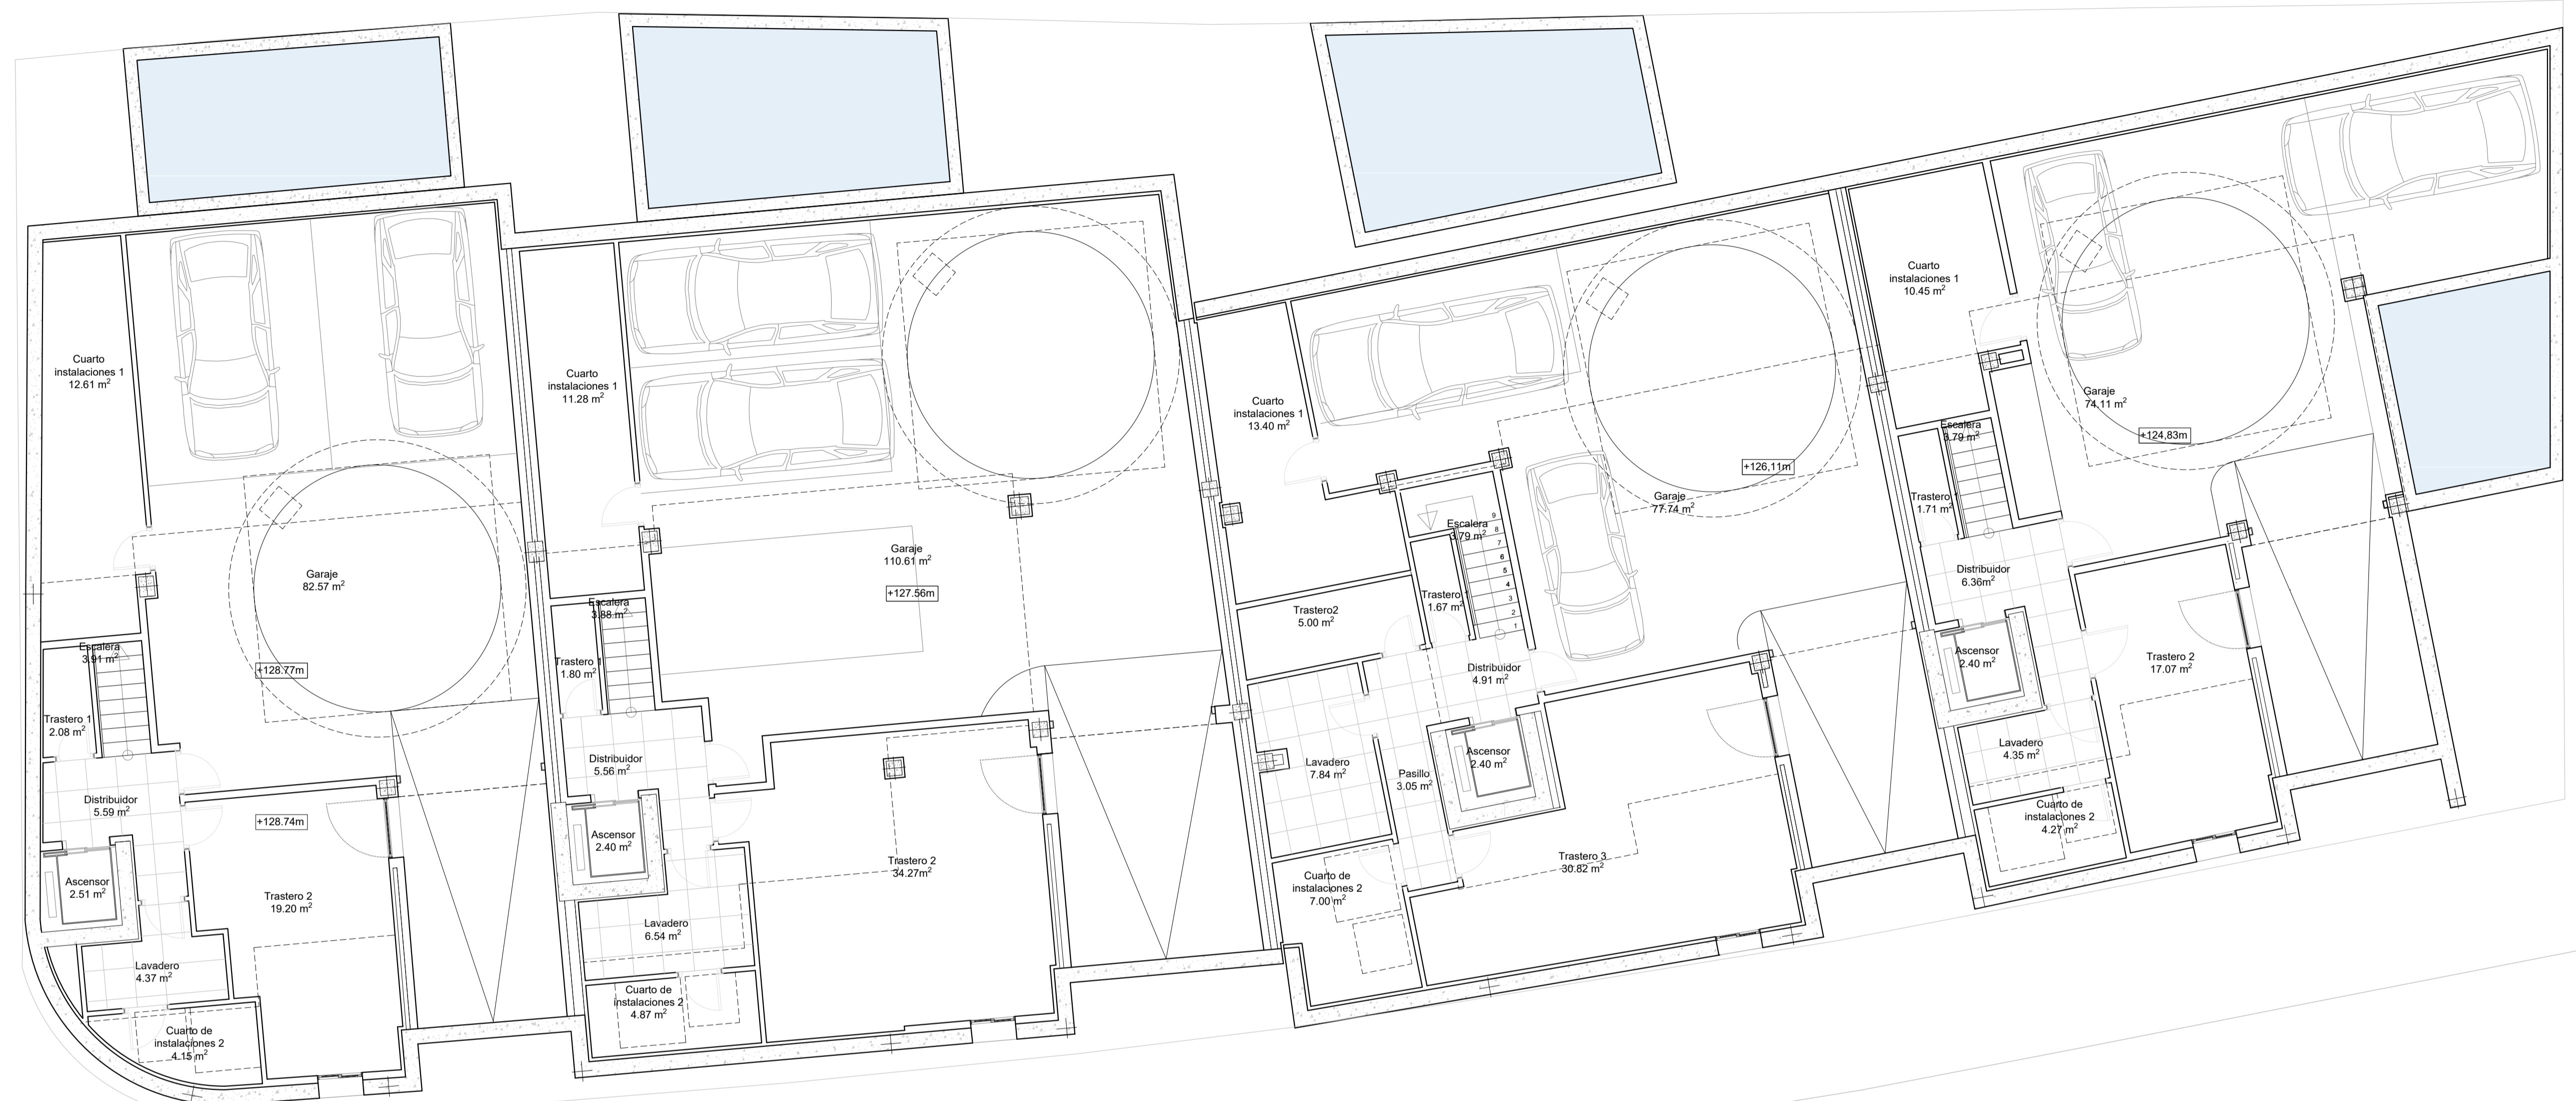 Cuarto
instalaciones 1
12.61 m²
Garaje
82.57 m²
+128.77m
Escalera
3.91 m²
Trastero 1
2.08 m²
Distribuidor
5.59 m²
+128.74m
Ascensor
2.51 m²
Trastero 2
19.20 m²
Lavadero
4.37 m²
Cuarto de
instalaciones 2
4.15 m²
Cuarto
instalaciones 1
11.28 m²
Garaje
110.61 m²
+127.56m
Escalera
3.88 m²
Trastero 1
1.80 m²
Distribuidor
5.56 m²
Ascensor
2.40 m²
Trastero 2
34.27m²
Lavadero
6.54 m²
Cuarto de
instalaciones 2
4.87 m²
Cuarto
instalaciones 1
13.40 m²
+126,11m
Garaje
77.74 m²
Escalera
3.79 m²
9
8
7
6
5
4
3
2
1
Trastero
1.67 m²
Trastero2
5.00 m²
Distribuidor
4.91 m²
Ascensor
2.40 m²
Lavadero
7.84 m²
Pasillo
3.05 m²
Trastero 3
30.82 m²
Cuarto de
instalaciones 2
7.00 m²
Cuarto
instalaciones 1
10.45 m²
Garaje
74.11 m²
+124,83m
Escalera
3.79 m²
Trastero
1.71 m²
Distribuidor
6.36m²
Ascensor
2.40 m²
Trastero 2
17.07 m²
Lavadero
4.35 m²
Cuarto de
instalaciones 2
4.27 m²